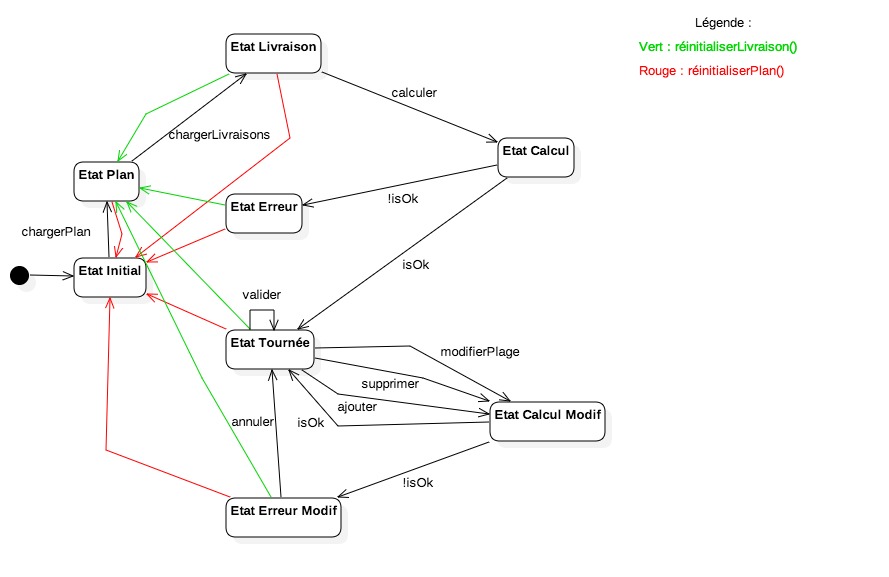 Légende :
Vert : réinitialiserLivraison()
Rouge : réinitialiserPlan()
Etat Livraison
calculer
chargerLivraisons
Etat Calcul
Etat Plan
!isOk
Etat Erreur
chargerPlan
isOk
Etat Initial
valider
Etat Tournée
modifierPlage
supprimer
ajouter
Etat Calcul Modif
annuler
isOk
!isOk
Etat Erreur Modif